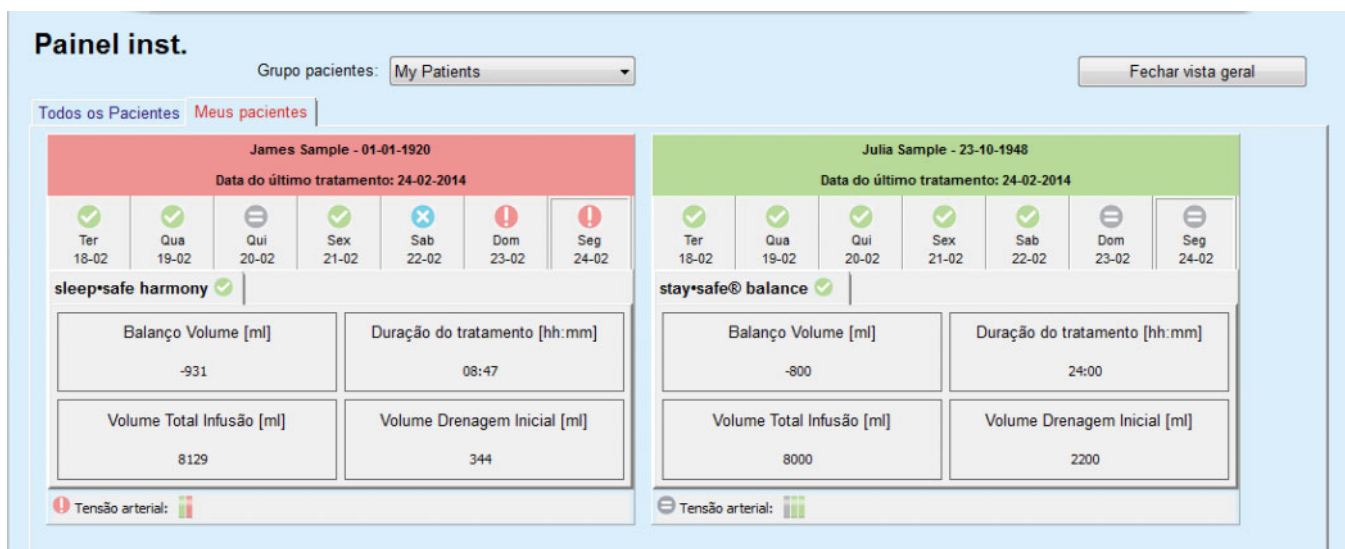 Painel inst.
Grupo pacientes: My Patients
Fechar vista geral
Todos os Pacientes Meus pacientes
James Sample - 01-01-1920
Data do último tratamento: 24-02-2014
Ter Qua Qui Sex Sab Dom Seg
18-02 19-02 20-02 21-02 22-02 23-02 24-02
sleep•safe harmony
Balanço Volume [ml] Duração do tratamento [hh:mm]
-931 08:47
Volume Total Infusão [ml] Volume Drenagem Inicial [ml]
8129 344
Tensão arterial:
Julia Sample - 23-10-1948
Data do último tratamento: 24-02-2014
Ter Qua Qui Sex Sab Dom Seg
18-02 19-02 20-02 21-02 22-02 23-02 24-02
stay•safe® balance
Balanço Volume [ml] Duração do tratamento [hh:mm]
-800 24:00
Volume Total Infusão [ml] Volume Drenagem Inicial [ml]
8000 2200
Tensão arterial: